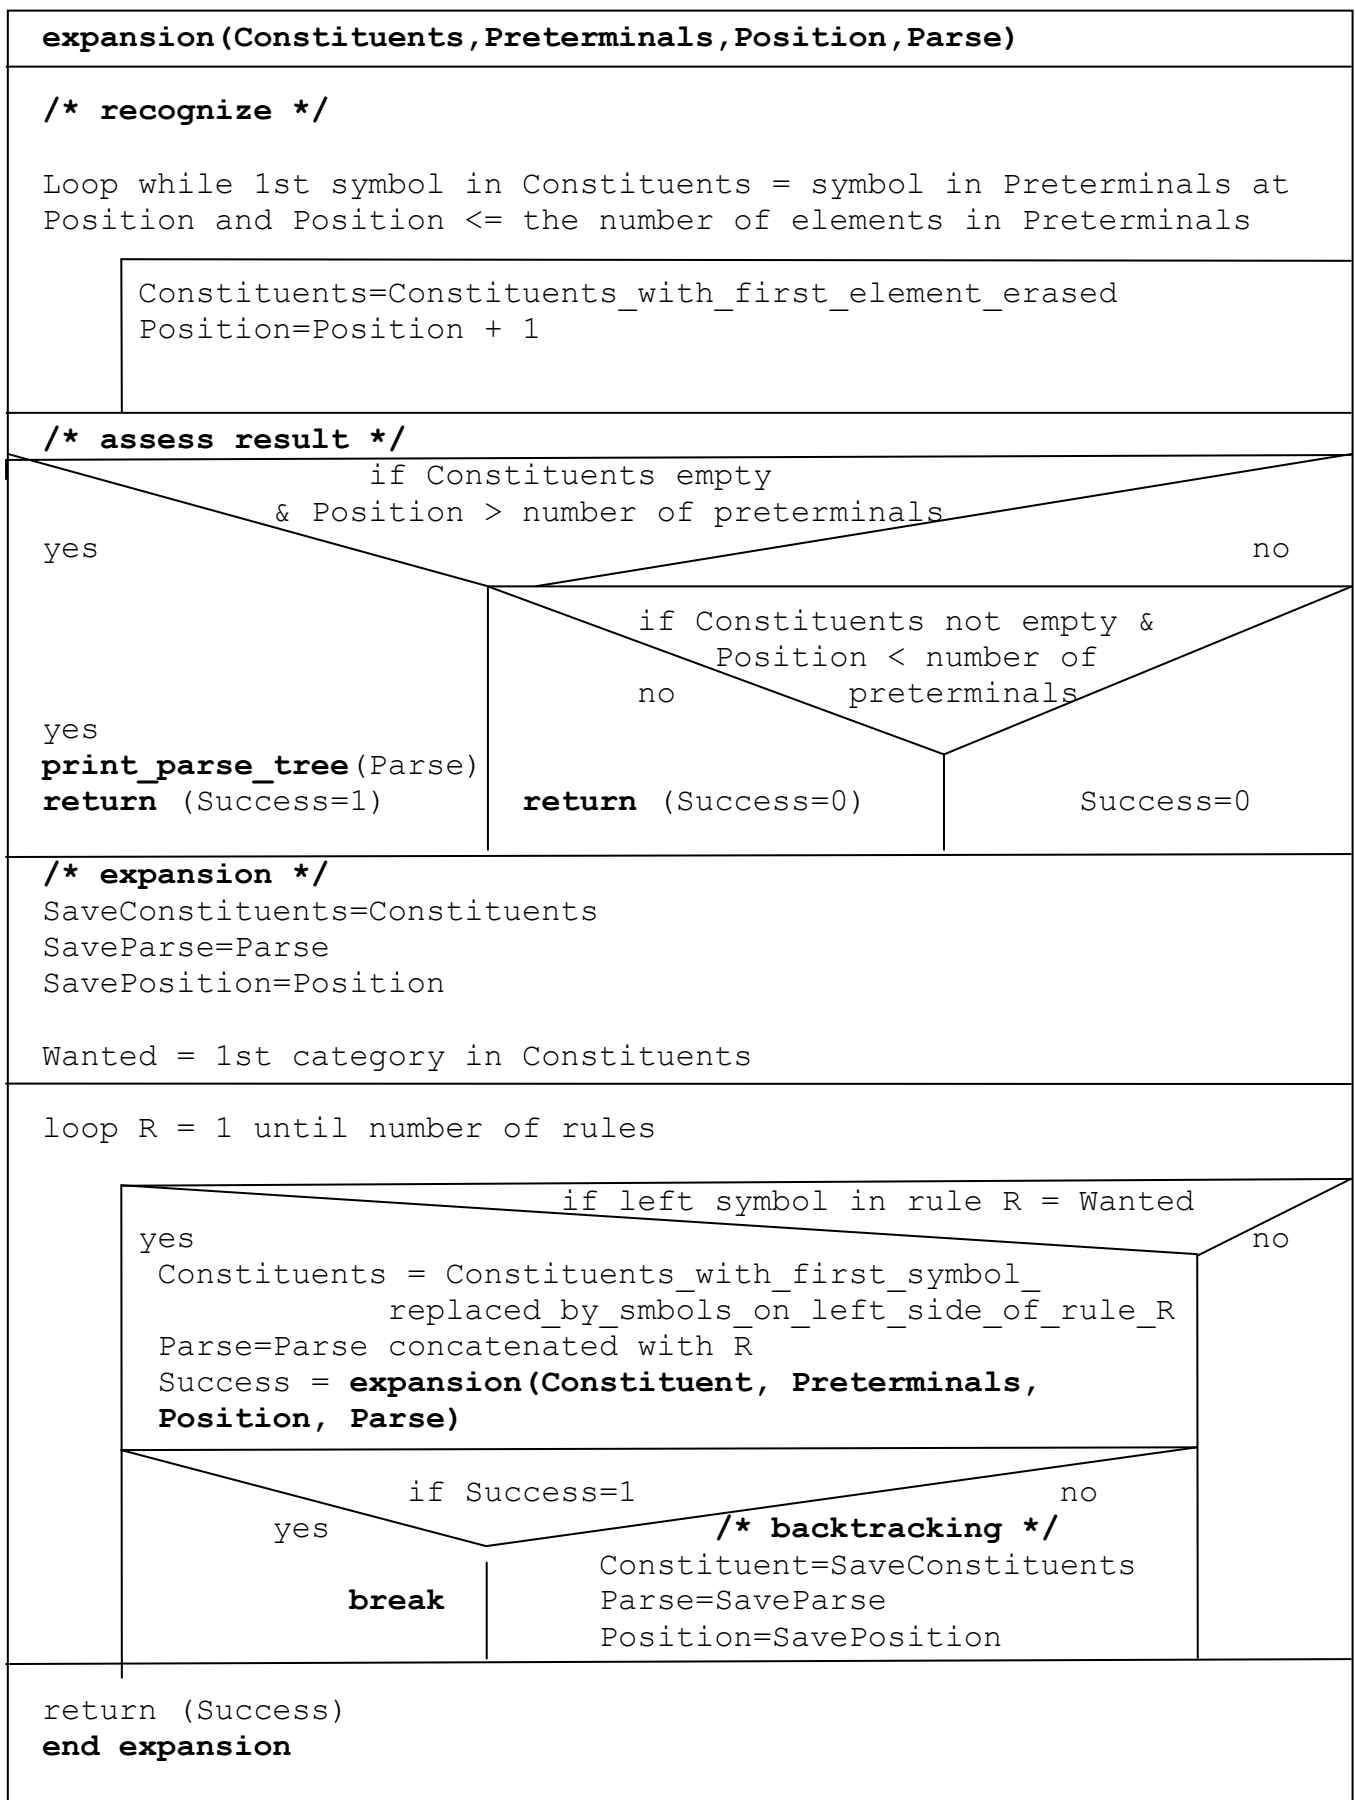 expansion(Constituents,Preterminals,Position,Parse)
/* recognize */
Loop while 1st symbol in Constituents = symbol in Preterminals at
Position and Position <= the number of elements in Preterminals
Constituents=Constituents_with_first_element_erased
Position=Position + 1
/* assess result */
if Constituents empty
& Position > number of preterminals
yes no
if Constituents not empty &
Position < number of
no preterminals
yes
print_parse_tree(Parse)
return (Success=1) return (Success=0) Success=0
/* expansion */
SaveConstituents=Constituents
SaveParse=Parse
SavePosition=Position
Wanted = 1st category in Constituents
loop R = 1 until number of rules
if left symbol in rule R = Wanted
yes no
Constituents = Constituents_with_first_symbol_
replaced_by_smbols_on_left_side_of_rule_R
Parse=Parse concatenated with R
Success = expansion(Constituent, Preterminals,
Position, Parse)
if Success=1 no
yes /* backtracking */
Constituent=SaveConstituents
break Parse=SaveParse
Position=SavePosition
return (Success)
end expansion